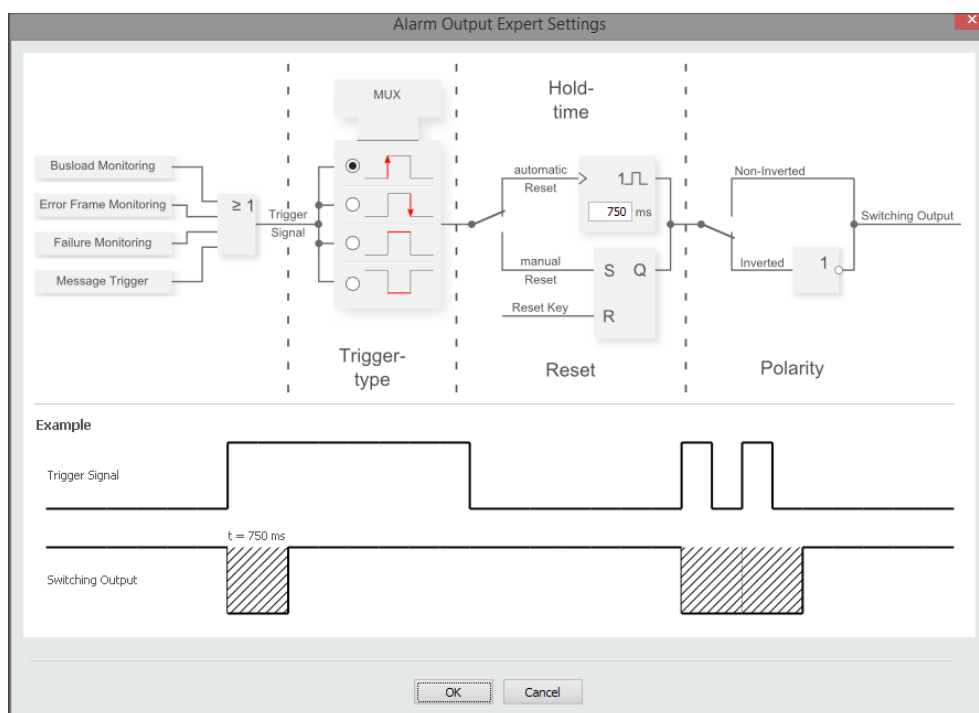 Alarm Output Expert Settings
MUX
Hold-
time
Busload Monitoring
Error Frame Monitoring
Failure Monitoring
Message Trigger
≥ 1
Trigger
Signal
automatic
Reset
1
750 ms
manual
Reset
Reset Key
S Q
R
Non-Inverted
Inverted
1
Switching Output
Trigger-
type
Reset
Polarity
Example
Trigger Signal
t = 750 ms
Switching Output
OK
Cancel